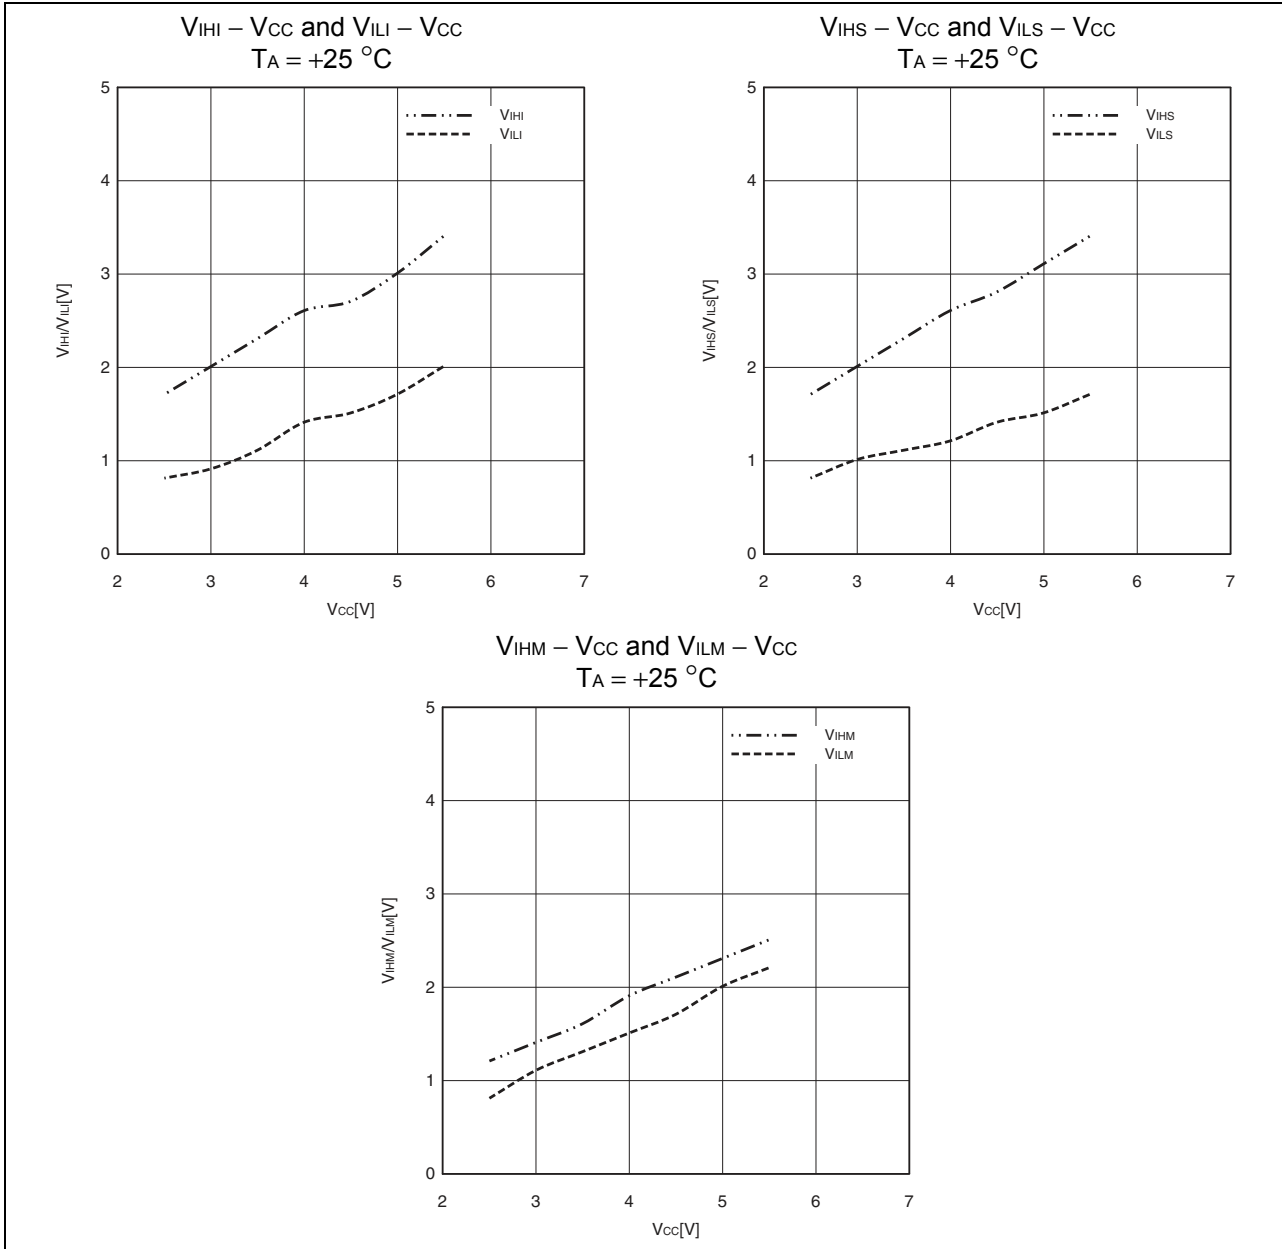 VIHI – VCC and VILI – VCC
TA = +25 °C
5
4
3
2
1
0
VIHI/VILI[V]
VIHI
VILI
2 3 4 5 6 7
VCC[V]
VIHS – VCC and VILS – VCC
TA = +25 °C
5
4
3
2
1
0
VIHS/VILS[V]
VIHS
VILS
2 3 4 5 6 7
VCC[V]
VIHM – VCC and VILM – VCC
TA = +25 °C
5
4
3
2
1
0
VIHM/VILM[V]
VIHM
VILM
2 3 4 5 6 7
VCC[V]